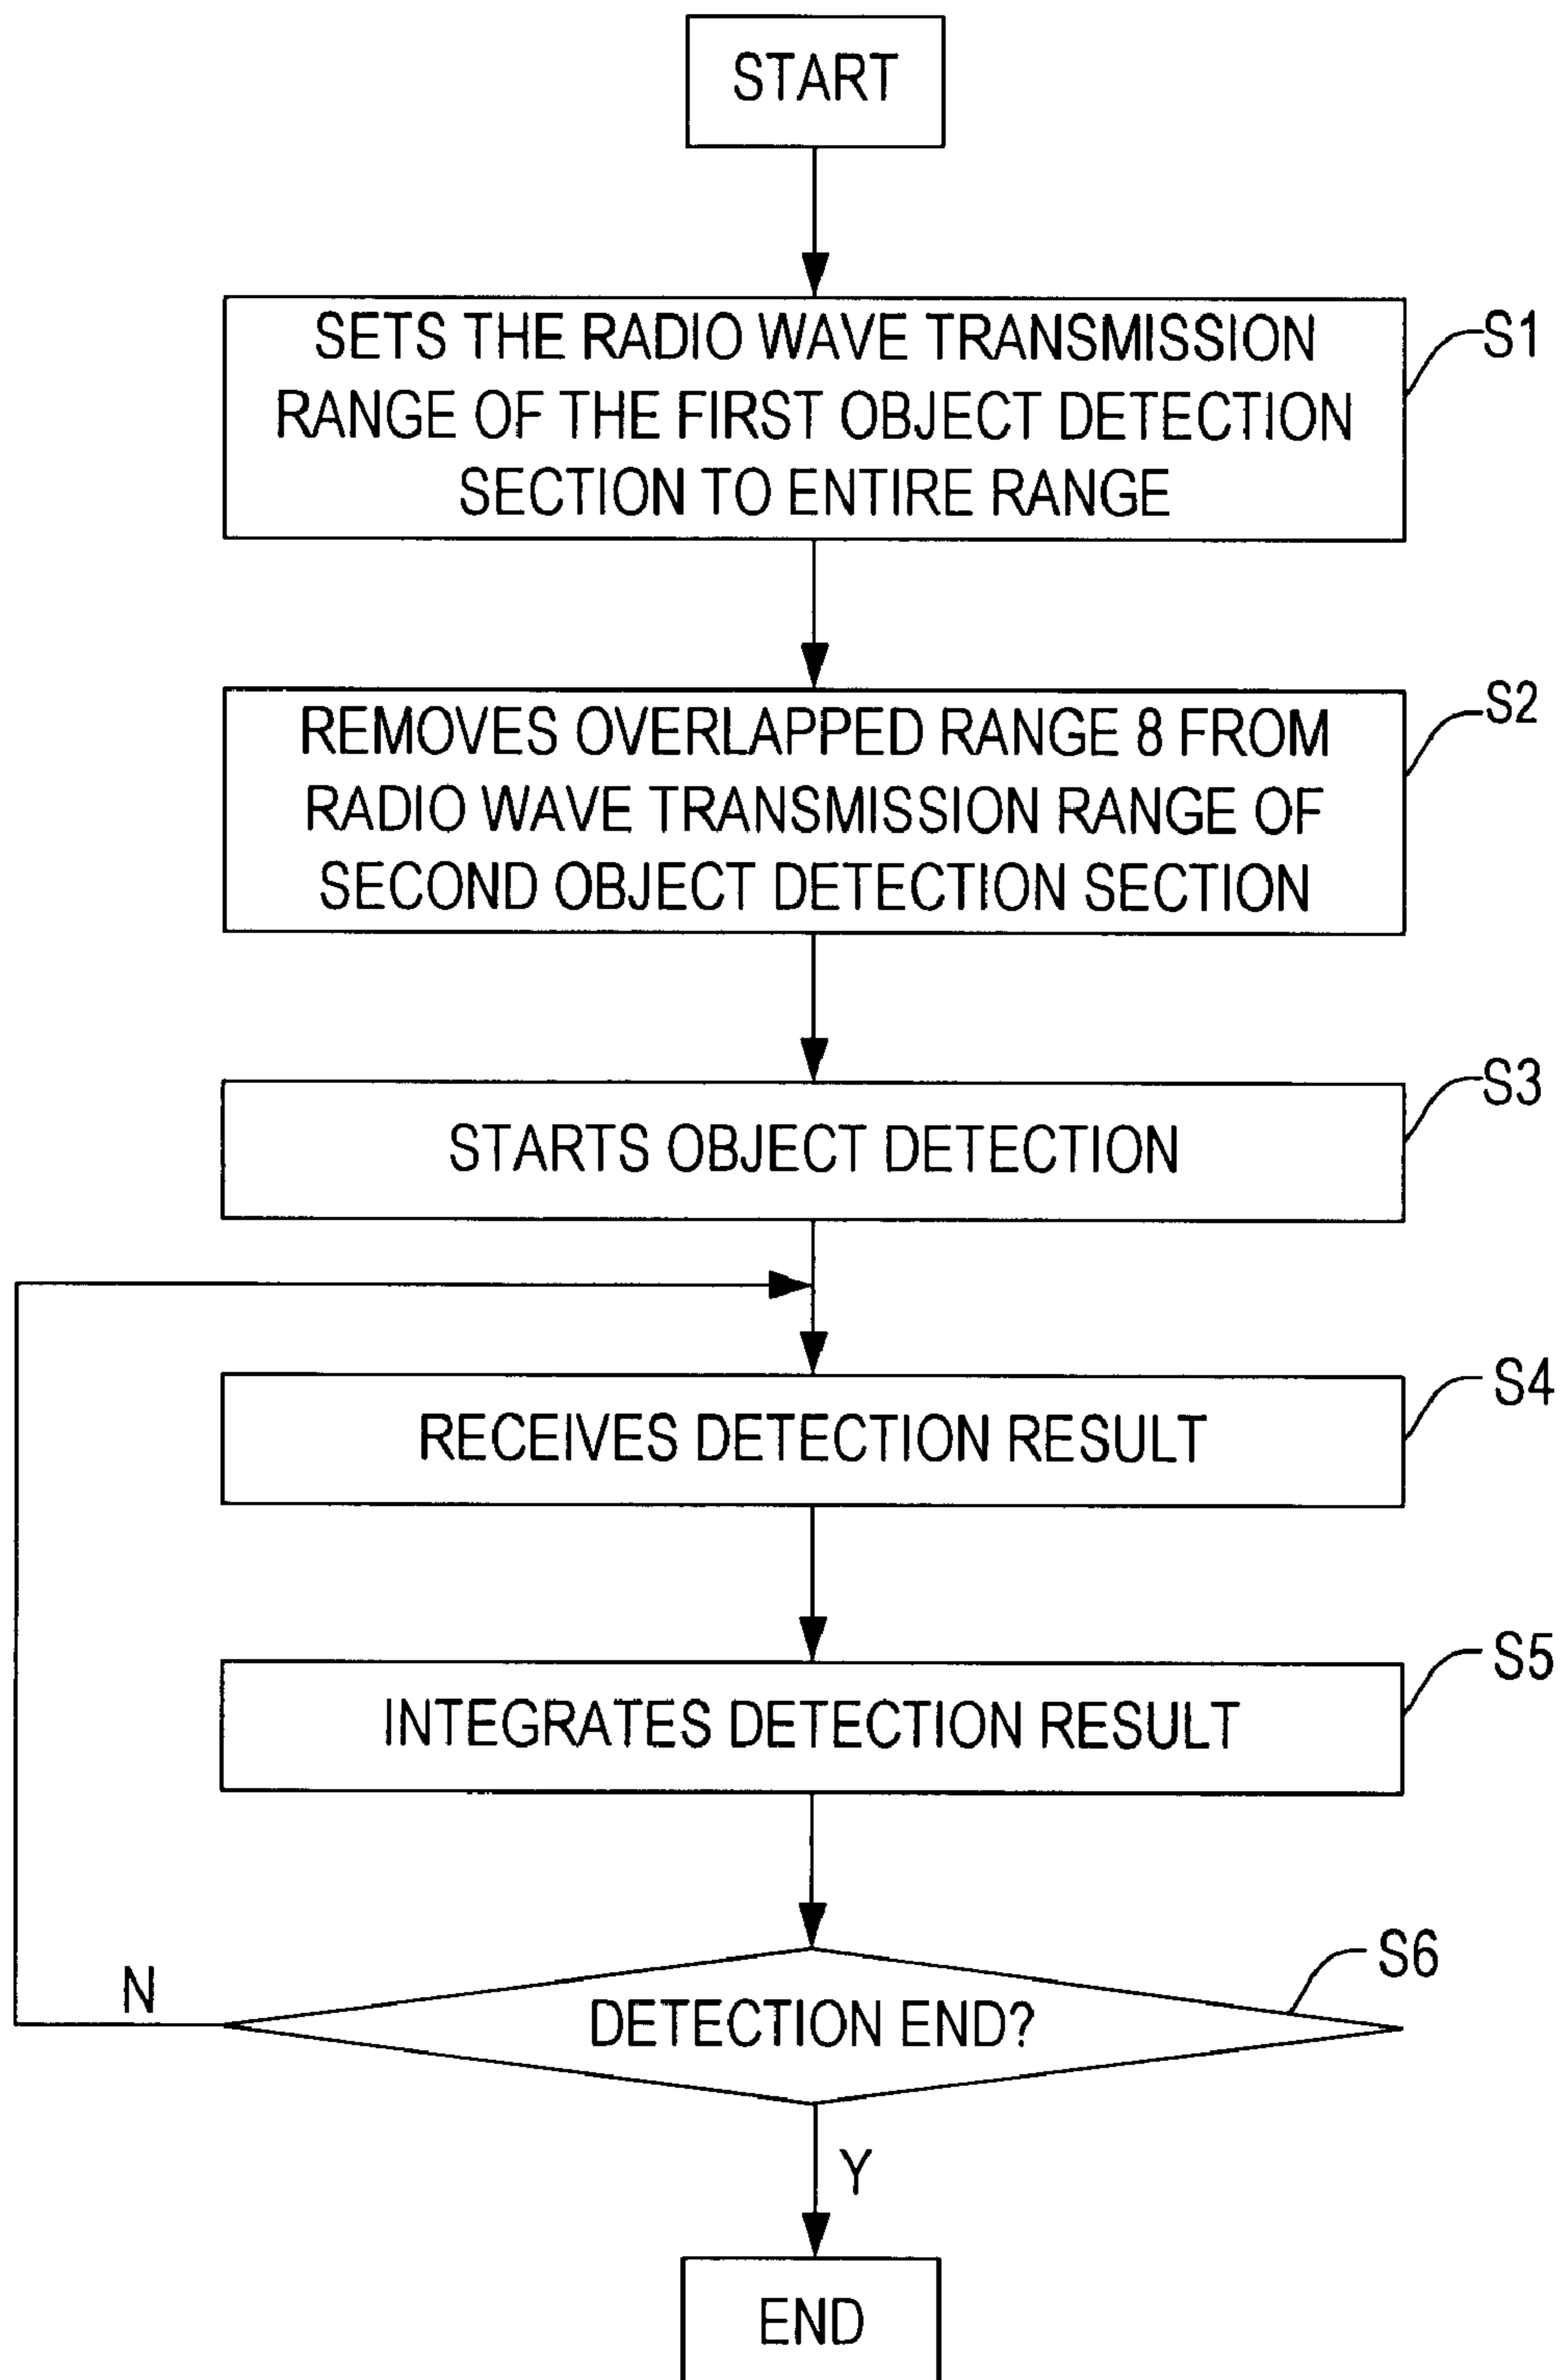 START
SETS THE RADIO WAVE TRANSMISSION
RANGE OF THE FIRST OBJECT DETECTION
SECTION TO ENTIRE RANGE
S1
REMOVES OVERLAPPED RANGE 8 FROM
RADIO WAVE TRANSMISSION RANGE OF
SECOND OBJECT DETECTION SECTION
S2
STARTS OBJECT DETECTION
S3
RECEIVES DETECTION RESULT
S4
INTEGRATES DETECTION RESULT
S5
DETECTION END?
S6
N
Y
END